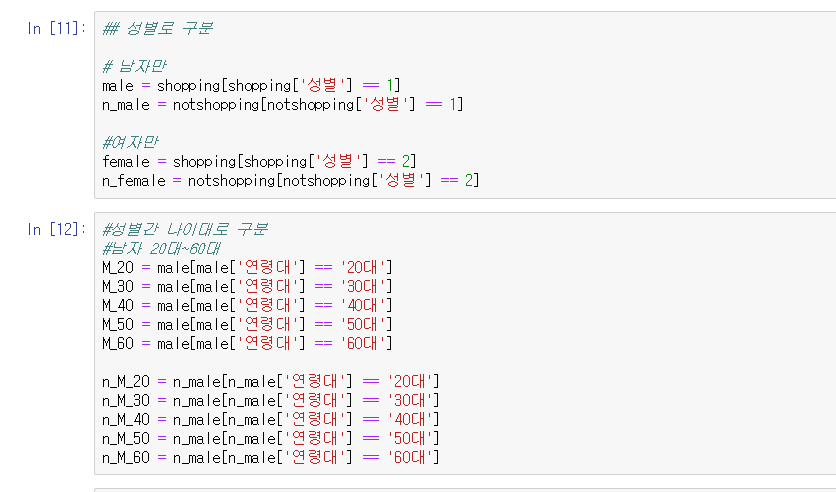 In [11]:
## 성별로 구분
# 남자만
male = shopping[shopping['성별'] == 1]
n_male = notshopping[notshopping['성별'] == 1]
#여자만
female = shopping[shopping['성별'] == 2]
n_female = notshopping[notshopping['성별'] == 2]
In [12]:
#성별간 나이대로 구분
#남자 20대~60대
M_20 = male[male['연령대'] == '20대']
M_30 = male[male['연령대'] == '30대']
M_40 = male[male['연령대'] == '40대']
M_50 = male[male['연령대'] == '50대']
M_60 = male[male['연령대'] == '60대']
n_M_20 = n_male[n_male['연령대'] == '20대']
n_M_30 = n_male[n_male['연령대'] == '30대']
n_M_40 = n_male[n_male['연령대'] == '40대']
n_M_50 = n_male[n_male['연령대'] == '50대']
n_M_60 = n_male[n_male['연령대'] == '60대']